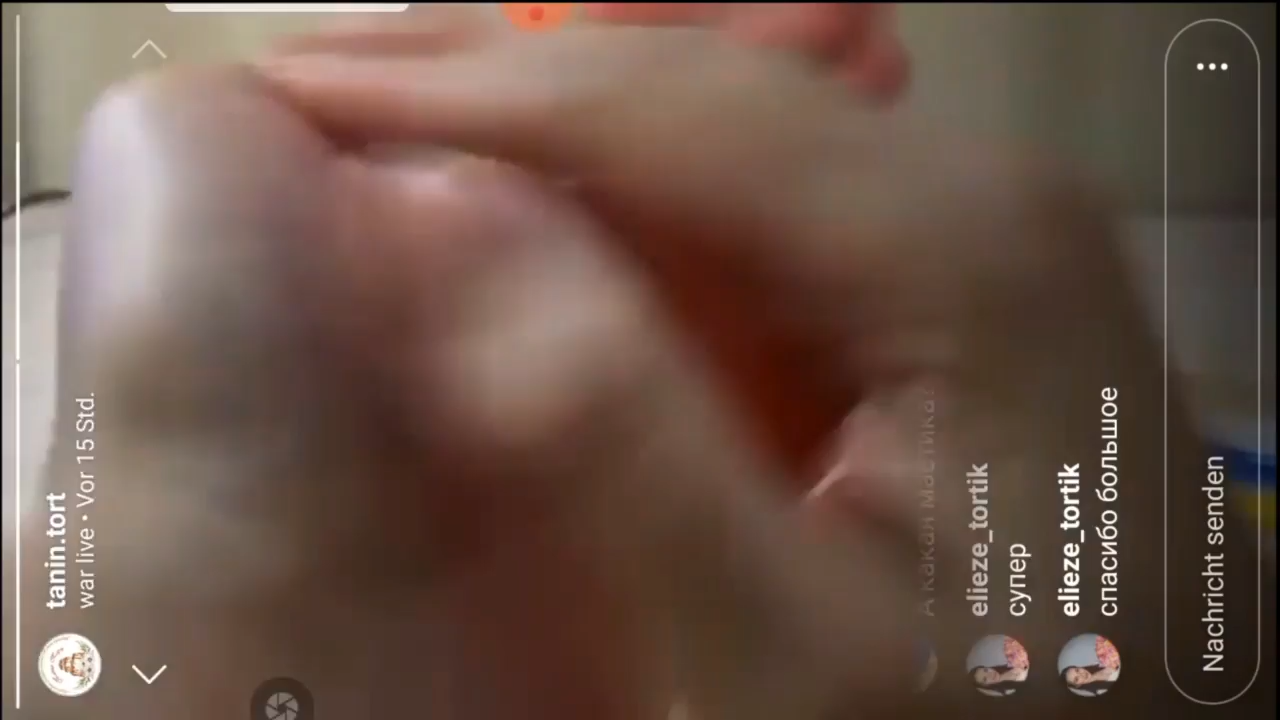 tanin.tort
war live • Vor 15 Std.
А какая мастика?
elieze_tortik
супер
elieze_tortik
спасибо большое
Nachricht senden